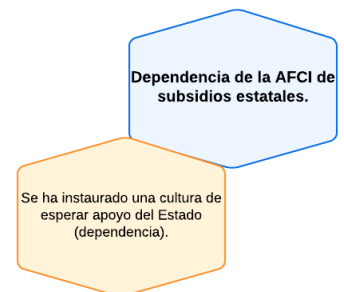 Dependencia de la AFCI de
subsidios estatales.
Se ha instaurado una cultura de
esperar apoyo del Estado
(dependencia).